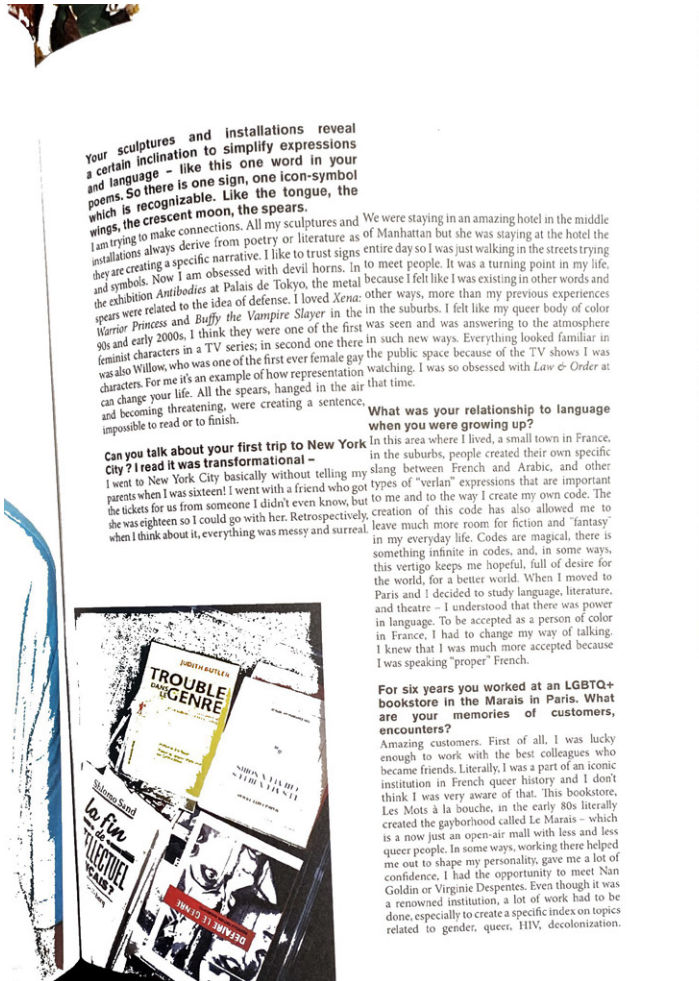 Your sculptures and installations reveal
a certain inclination to simplify expressions
and language – like this one word in your
poems. So there is one sign, one icon-symbol
which is recognizable. Like the tongue, the
wings, the crescent moon, the spears.
I am trying to make connections. All my sculptures and
installations always derive from poetry or literature as
they are creating a specific narrative. I like to trust signs
and symbols. Now I am obsessed with devil horns. In
the exhibition Antibodies at Palais de Tokyo, the metal
spears were related to the idea of defense. I loved Xena:
Warrior Princess and Buffy the Vampire Slayer in the
90s and early 2000s, I think they were one of the first
feminist characters in a TV series; in second one there
was also Willow, who was one of the first ever female gay
characters. For me it's an example of how representation
can change your life. All the spears, hanged in the air
and becoming threatening, were creating a sentence,
impossible to read or to finish.
Can you talk about your first trip to New York
City ? I read it was transformational –
I went to New York City basically without telling my
parents when I was sixteen! I went with a friend who got
the tickets for us from someone I didn't even know, but
she was eighteen so I could go with her. Retrospectively,
when I think about it, everything was messy and surreal.
We were staying in an amazing hotel in the middle
of Manhattan but she was staying at the hotel the
entire day so I was just walking in the streets trying
to meet people. It was a turning point in my life,
because I felt like I was existing in other words and
other ways, more than my previous experiences
in the suburbs. I felt like my queer body of color
was seen and was answering to the atmosphere
in such new ways. Everything looked familiar in
the public space because of the TV shows I was
watching. I was so obsessed with Law & Order at
that time.
What was your relationship to language
when you were growing up?
In this area where I lived, a small town in France,
in the suburbs, people created their own specific
slang between French and Arabic, and other
types of "verlan" expressions that are important
to me and to the way I create my own code. The
creation of this code has also allowed me to
leave much more room for fiction and "fantasy"
in my everyday life. Codes are magical, there is
something infinite in codes, and, in some ways,
this vertigo keeps me hopeful, full of desire for
the world, for a better world. When I moved to
Paris and I decided to study language, literature,
and theatre – I understood that there was power
in language. To be accepted as a person of color
in France, I had to change my way of talking.
I knew that I was much more accepted because
I was speaking "proper" French.
For six years you worked at an LGBTQ+
bookstore in the Marais in Paris. What
are your memories of customers,
encounters?
Amazing customers. First of all, I was lucky
enough to work with the best colleagues who
became friends. Literally, I was a part of an iconic
institution in French queer history and I don't
think I was very aware of that. This bookstore,
Les Mots à la bouche, in the early 80s literally
created the gayborhood called Le Marais – which
is a now just an open-air mall with less and less
queer people. In some ways, working there helped
me out to shape my personality, gave me a lot of
confidence, I had the opportunity to meet Nan
Goldin or Virginie Despentes. Even though it was
a renowned institution, a lot of work had to be
done, especially to create a specific index on topics
related to gender, queer, HIV, decolonization.
JUDITH BUTLER
TROUBLE
DANS
LE GENRE
Shlomo Sand
La fin
de
DEFAIRE LE GENRE